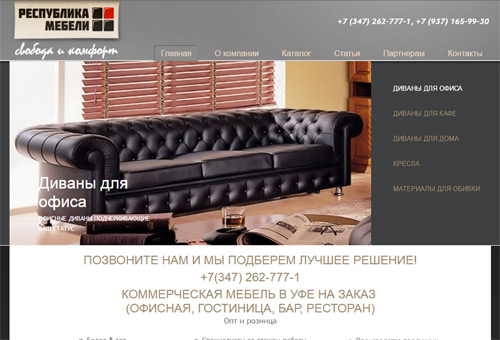 РЕСПУБЛИКА
МЕБЕЛИ
свобода и комфорт
+7 (347) 262-777-1, +7 (937) 165-99-30
Главная О компании Каталог Статьи Партнерам Контакты
ДИВАНЫ ДЛЯ ОФИСА
ДИВАНЫ ДЛЯ КАФЕ
ДИВАНЫ ДЛЯ ДОМА
КРЕСЛА
МАТЕРИАЛЫ ДЛЯ ОБИВКИ
Диваны для
офиса
ОФИСНЫЕ ДИВАНЫ ПОДЧЕРКИВАЮЩИЕ
ВАШ СТАТУС
ПОЗВОНИТЕ НАМ И МЫ ПОДБЕРЕМ ЛУЧШЕЕ РЕШЕНИЕ!
+7(347) 262-777-1
КОММЕРЧЕСКАЯ МЕБЕЛЬ В УФЕ НА ЗАКАЗ
(ОФИСНАЯ, ГОСТИНИЦА, БАР, РЕСТОРАН)
Опт и розница